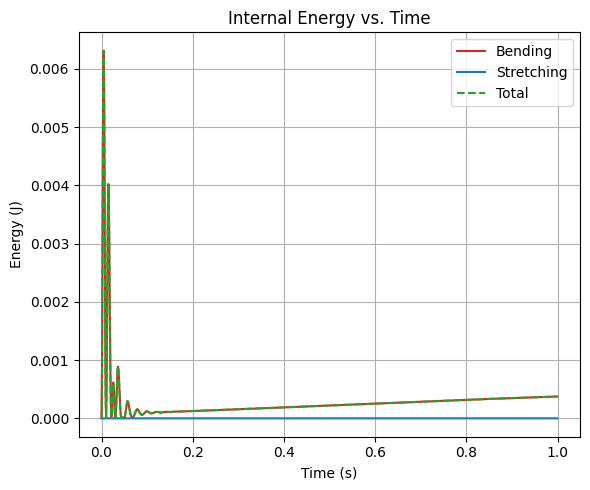 Internal Energy vs. Time
Bending
Stretching
Total
Energy (J)
0.006
0.005
0.004
0.003
0.002
0.001
0.000
0.0 0.2 0.4 0.6 0.8 1.0
Time (s)